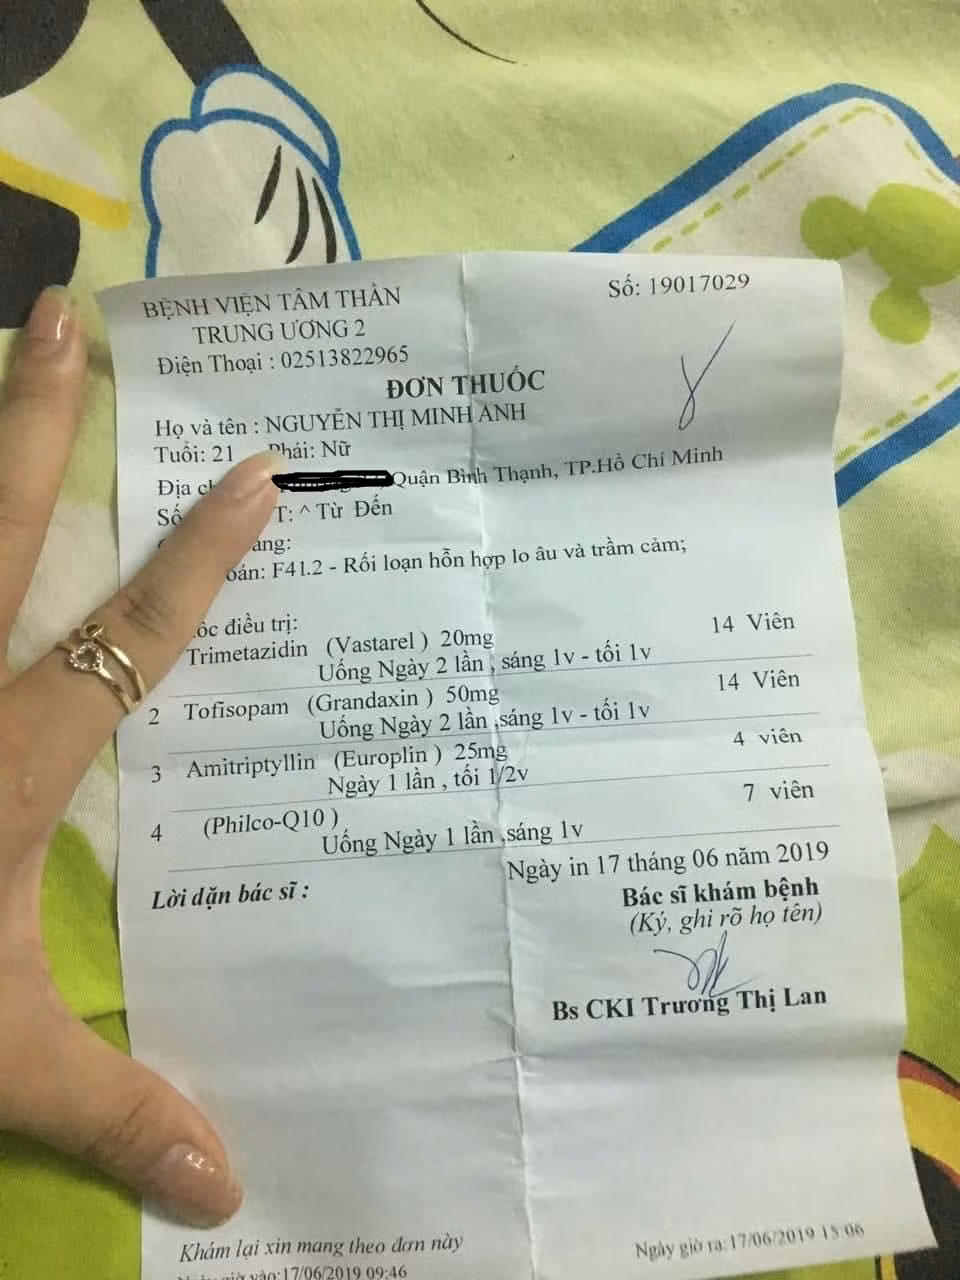 BỆNH VIỆN TÂM THẦN
TRUNG ƯƠNG 2
Điện Thoại : 02513822965
Số: 19017029
ĐƠN THUỐC
Họ và tên : NGUYỄN THỊ MINH ANH
Tuổi: 21 Phái: Nữ
Địa Quận Bình Thạnh, TP.Hồ Chí Minh
Số T: ^ Từ Đến
ang:
oán: F41.2 - Rối loạn hỗn hợp lo âu và trầm cảm;
ốc điều trị:
Trimetazidin (Vastarel ) 20mg 14 Viên
Uống Ngày 2 lần , sáng 1v - tối 1v
2 Tofisopam (Grandaxin ) 50mg 14 Viên
Uống Ngày 2 lần ,sáng 1v - tối 1v
3 Amitriptyllin (Europlin ) 25mg 4 viên
Ngày 1 lần , tối 1/2v
4 (Philco-Q10 ) 7 viên
Uống Ngày 1 lần ,sáng 1v
Ngày in 17 tháng 06 năm 2019
Lời dặn bác sĩ :
Bác sĩ khám bệnh
(Ký, ghi rõ họ tên)
Bs CKI Trương Thị Lan
Khám lại xin mang theo đơn này
Ngày giờ vào:17/06/2019 09:46
Ngày giờ ra:17/06/2019 15:06